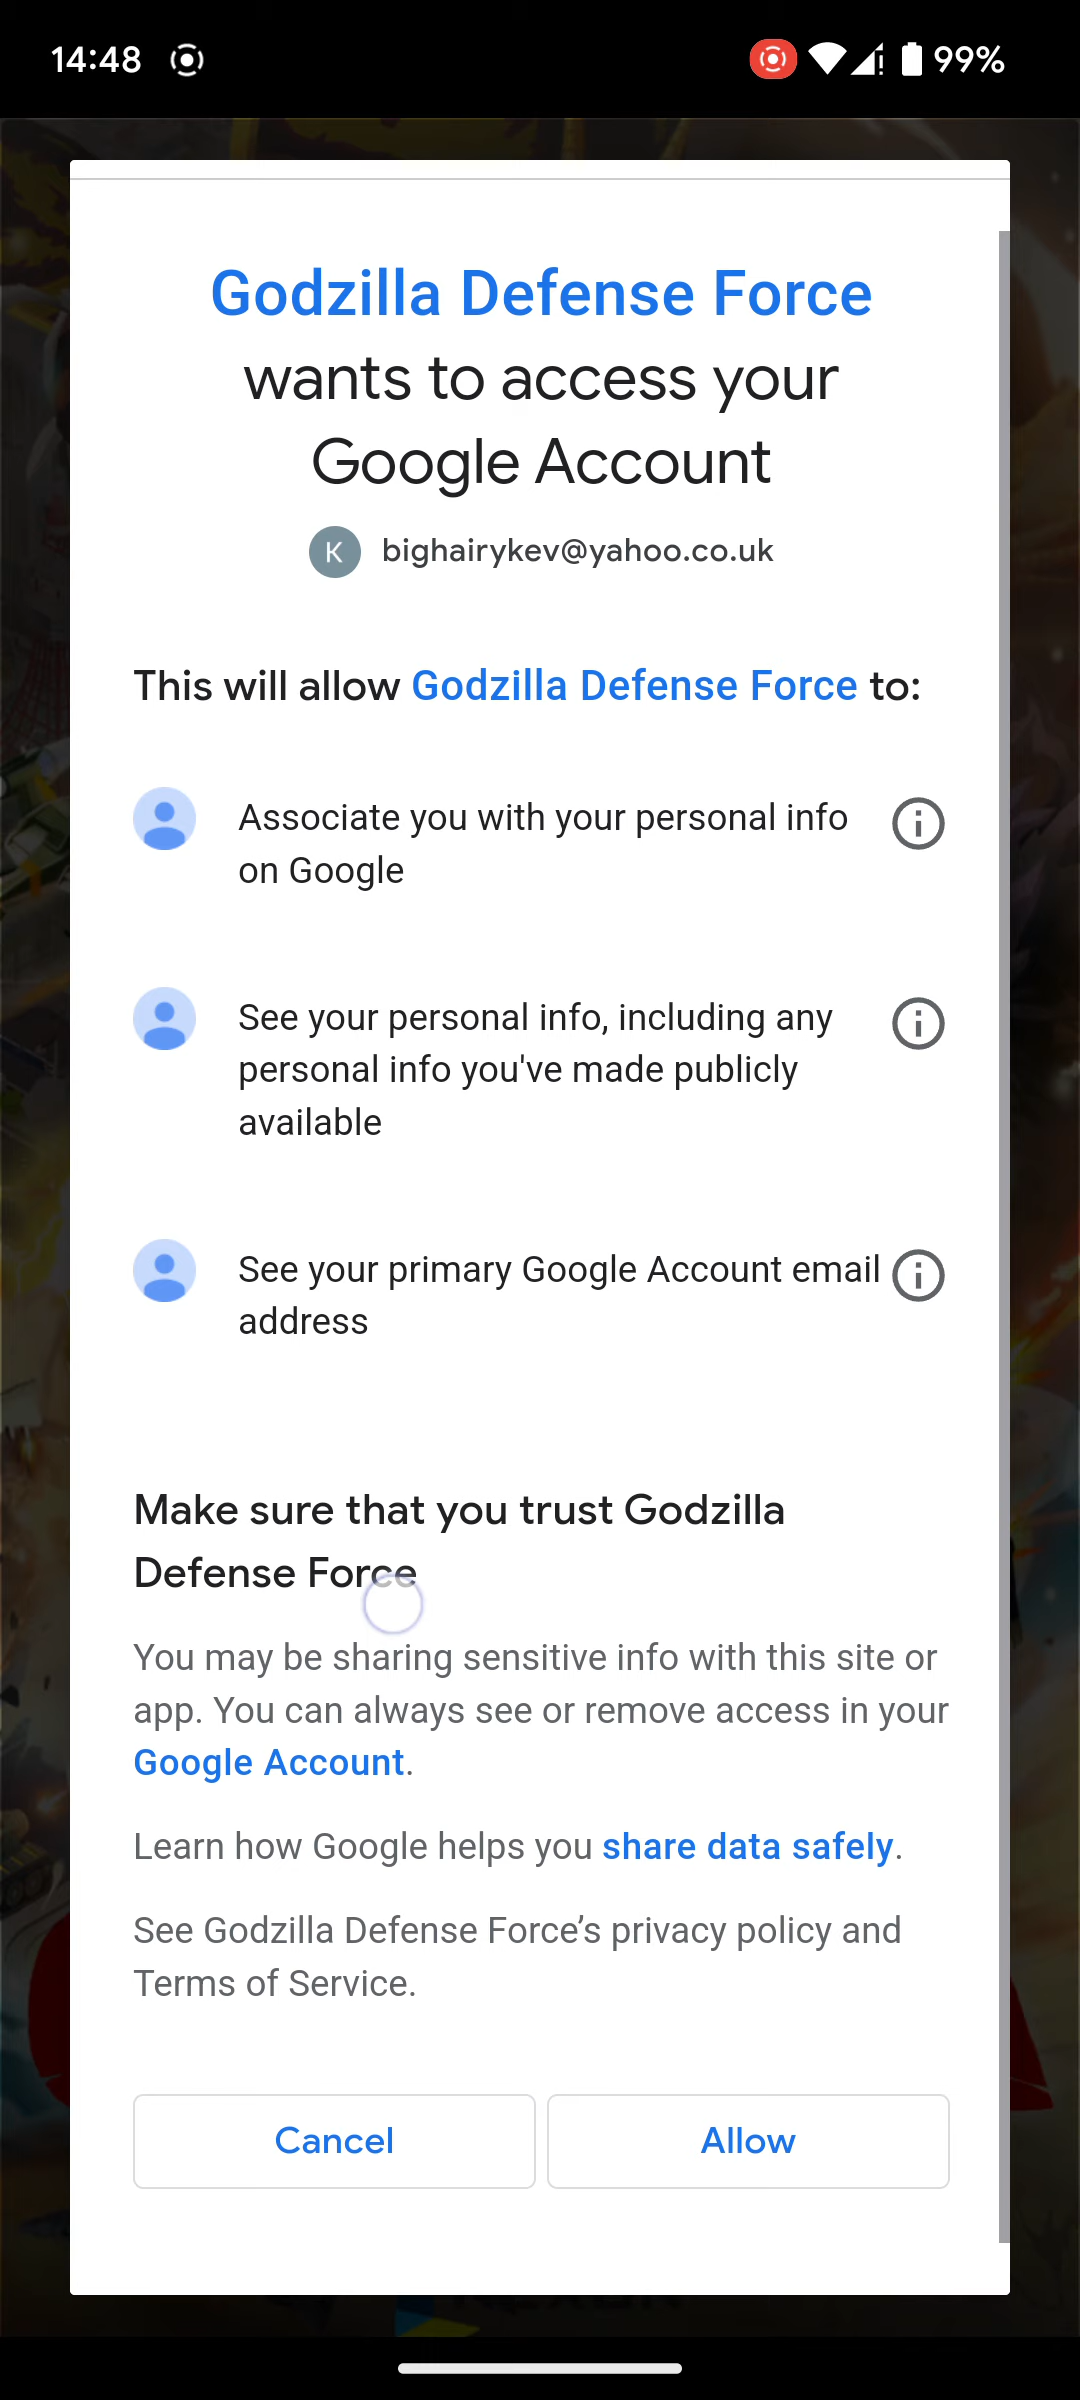 14:48
99%
Godzilla Defense Force
wants to access your
Google Account
K bighairykev@yahoo.co.uk
This will allow Godzilla Defense Force to:
Associate you with your personal info
on Google
See your personal info, including any
personal info you've made publicly
available
See your primary Google Account email
address
Make sure that you trust Godzilla
Defense Force
You may be sharing sensitive info with this site or
app. You can always see or remove access in your
Google Account.
Learn how Google helps you share data safely.
See Godzilla Defense Force’s privacy policy and
Terms of Service.
Cancel
Allow